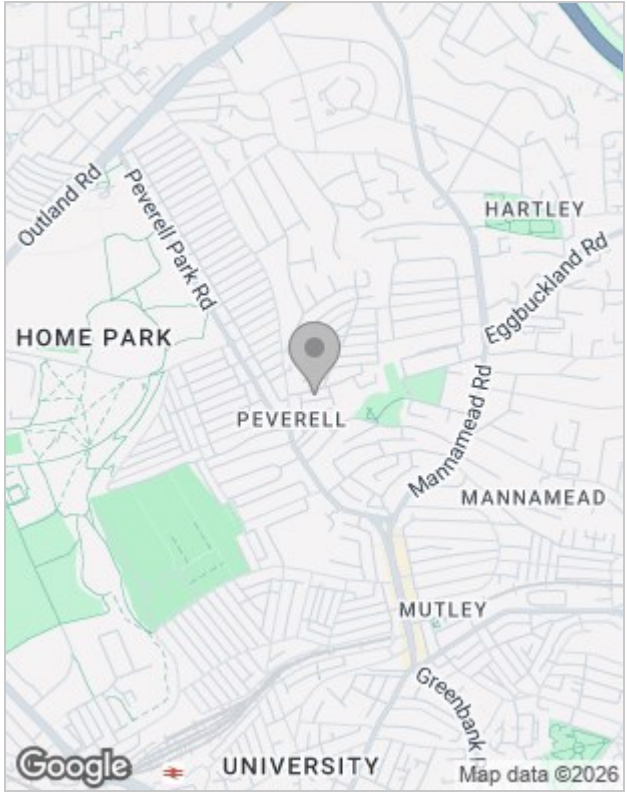 Outland Rd
Peverell Park Rd
HARTLEY
Eggbuckland Rd
HOME PARK
PEVERELL
Mannamead Rd
MANNAMEAD
MUTLEY
Greenbank
UNIVERSITY
Google
Map data ©2026